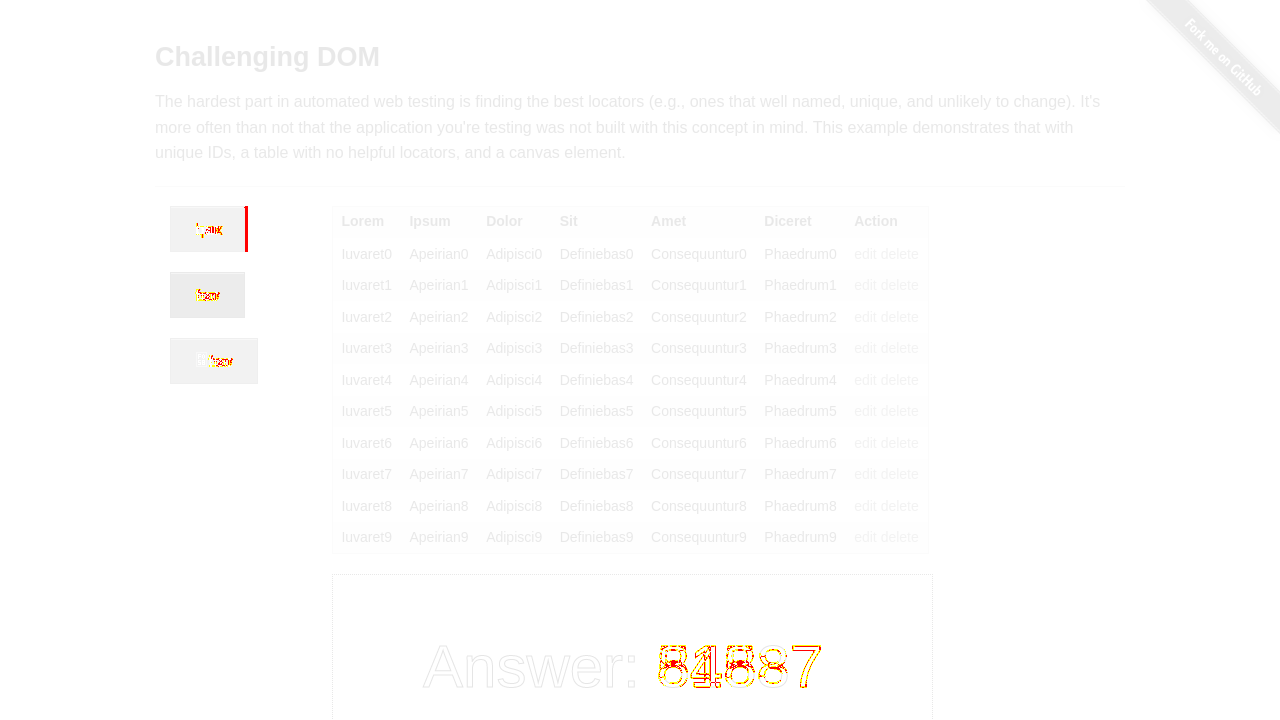 Fork me on GitHub
Challenging DOM
The hardest part in automated web testing is finding the best locators (e.g., ones that well named, unique, and unlikely to change). It's
more often than not that the application you're testing was not built with this concept in mind. This example demonstrates that with
unique IDs, a table with no helpful locators, and a canvas element.
Lorem Ipsum Dolor Sit Amet Diceret Action
Iuvaret0 Apeirian0 Adipisci0 Definiebas0 Consequuntur0 Phaedrum0 edit delete
Iuvaret1 Apeirian1 Adipisci1 Definiebas1 Consequuntur1 Phaedrum1 edit delete
Iuvaret2 Apeirian2 Adipisci2 Definiebas2 Consequuntur2 Phaedrum2 edit delete
Iuvaret3 Apeirian3 Adipisci3 Definiebas3 Consequuntur3 Phaedrum3 edit delete
Iuvaret4 Apeirian4 Adipisci4 Definiebas4 Consequuntur4 Phaedrum4 edit delete
Iuvaret5 Apeirian5 Adipisci5 Definiebas5 Consequuntur5 Phaedrum5 edit delete
Iuvaret6 Apeirian6 Adipisci6 Definiebas6 Consequuntur6 Phaedrum6 edit delete
Iuvaret7 Apeirian7 Adipisci7 Definiebas7 Consequuntur7 Phaedrum7 edit delete
Iuvaret8 Apeirian8 Adipisci8 Definiebas8 Consequuntur8 Phaedrum8 edit delete
Iuvaret9 Apeirian9 Adipisci9 Definiebas9 Consequuntur9 Phaedrum9 edit delete
Answer: